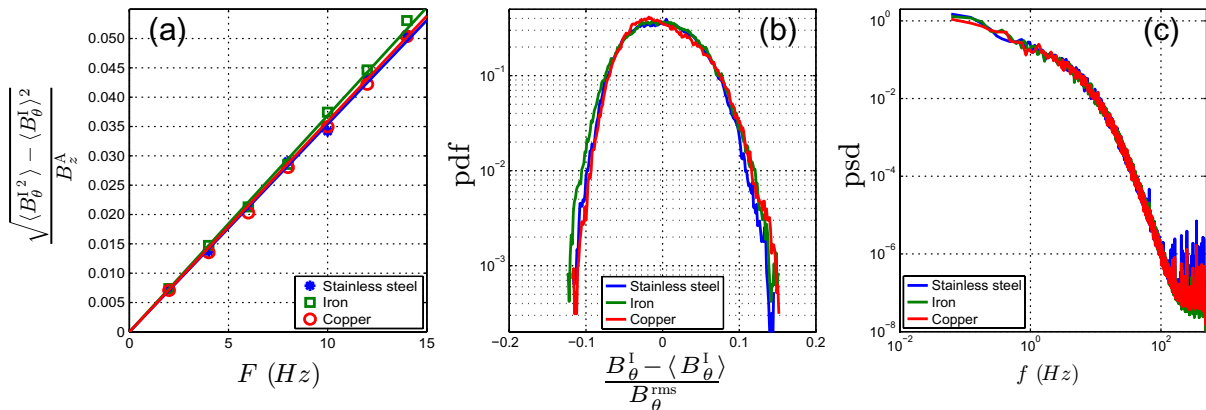 (a)
√⟨B_θ^I 2⟩ − ⟨B_θ^I⟩^2
B_z^A
0.050
0.045
0.040
0.035
0.030
0.025
0.020
0.015
0.010
0.005
0
0 5 10 15
F (Hz)
Stainless steel
Iron
Copper
(b)
pdf
10^−1
10^−2
10^−3
−0.2 −0.1 0 0.1 0.2
B_θ^I − ⟨B_θ^I⟩
B_θ^rms
Stainless steel
Iron
Copper
(c)
psd
10^0
10^−2
10^−4
10^−6
10^−8
10^−2 10^0 10^2
f (Hz)
Stainless steel
Iron
Copper